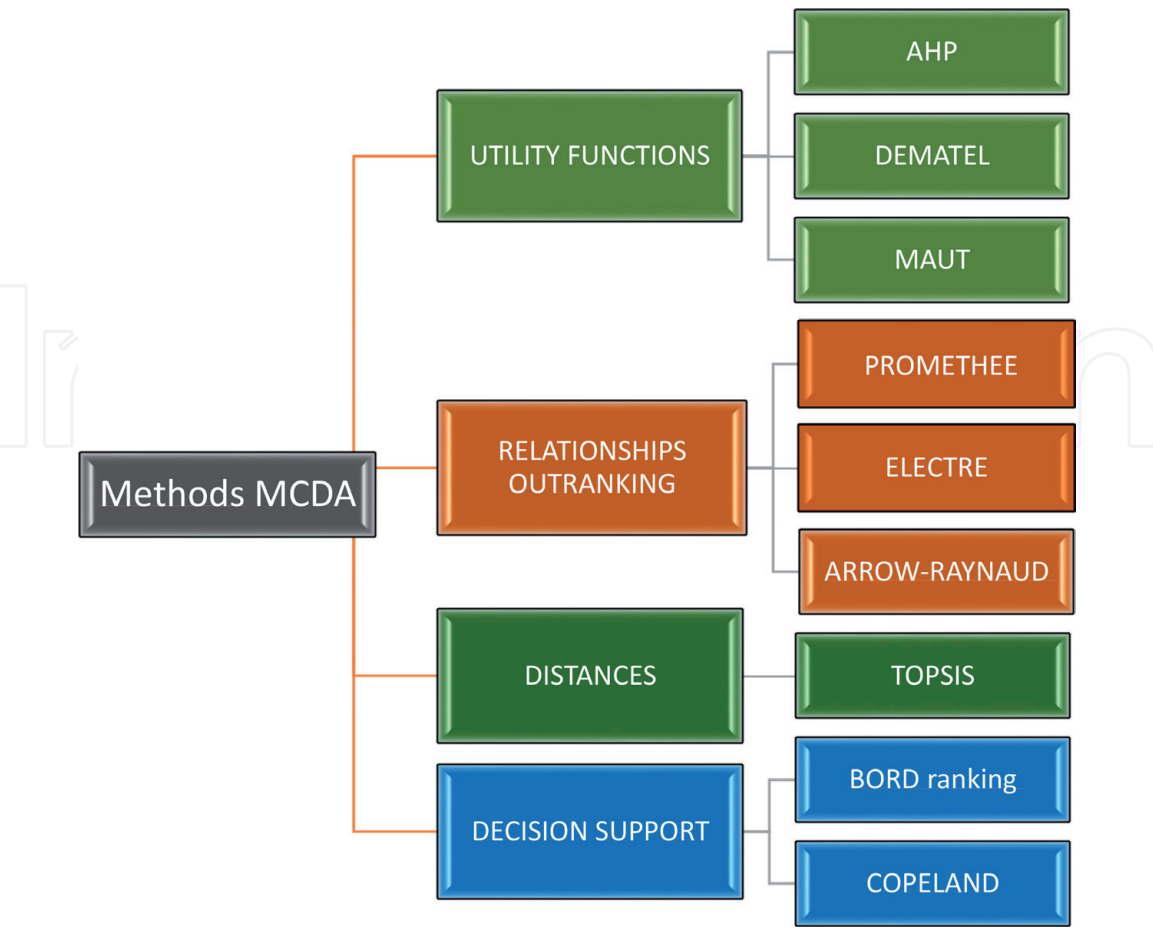 Methods MCDA
UTILITY FUNCTIONS
AHP
DEMATEL
MAUT
RELATIONSHIPS
OUTRANKING
PROMETHEE
ELECTRE
ARROW-RAYNAUD
DISTANCES
TOPSIS
DECISION SUPPORT
BORD ranking
COPELAND